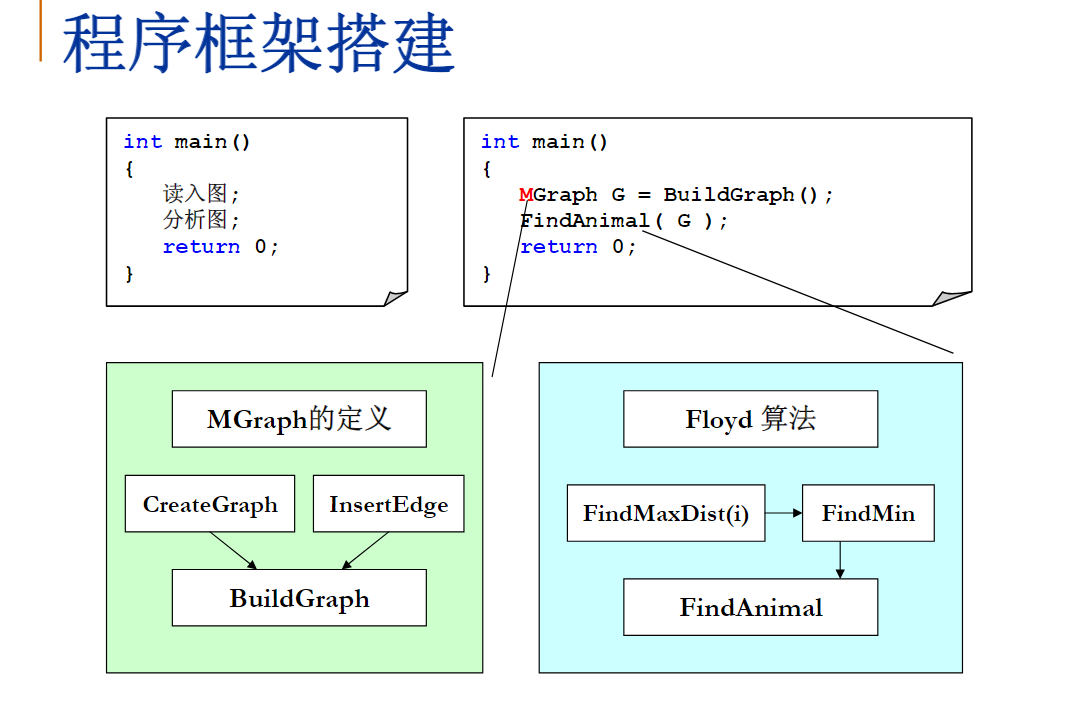 程序框架搭建
int main()
{
读入图;
分析图;
return 0;
}
int main()
{
MGraph G = BuildGraph();
FindAnimal( G );
return 0;
}
MGraph的定义
CreateGraph
InsertEdge
BuildGraph
Floyd 算法
FindMaxDist(i)
FindMin
FindAnimal